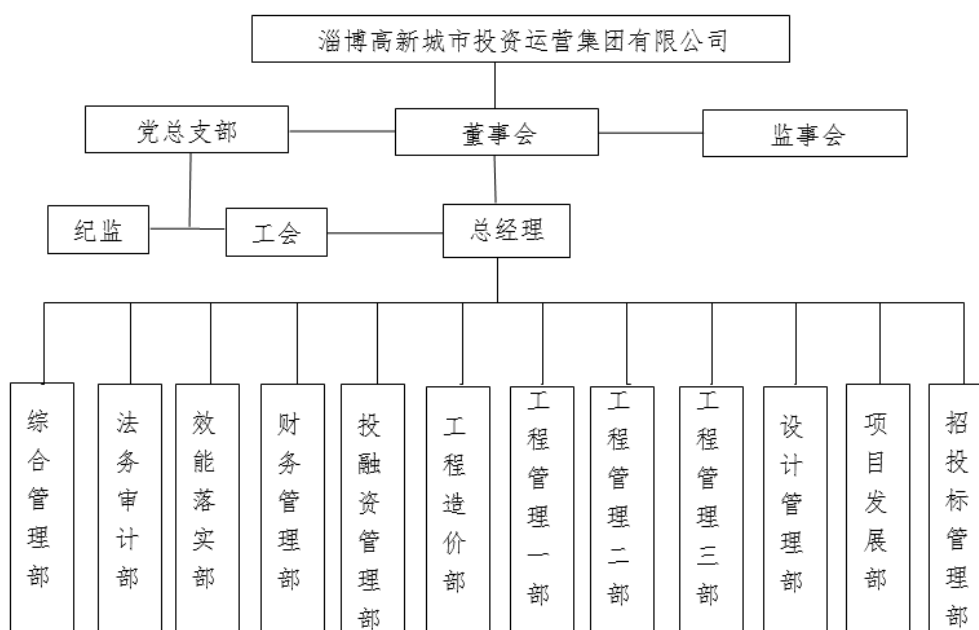 淄博高新城市投资运营集团有限公司
党总支部
董事会
监事会
纪监
工会
总经理
综合管理部
法务审计部
效能落实部
财务管理部
投融资管理部
工程造价部
工程管理一部
工程管理二部
工程管理三部
设计管理部
项目发展部
招投标管理部